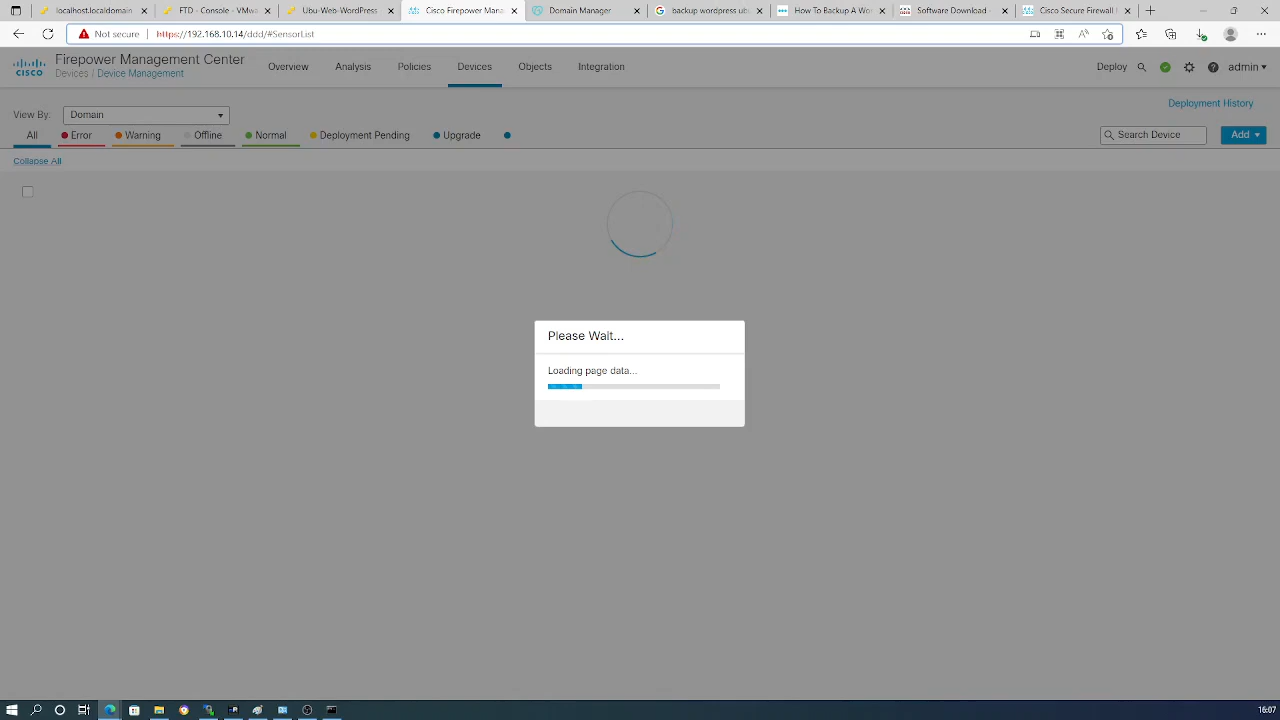 localhost.localdomain
FTD - Console - VMwa
Ubu-Web-WordPress
Cisco Firepower Mana
Domain Manager
backup wordpress ubu
How To Backup A Wo
Software Download -
Cisco Secure Firewall
Not secure
https://192.168.10.14/ddd/#SensorList
CISCO
Firepower Management Center
Devices / Device Management
Overview
Analysis
Policies
Devices
Objects
Integration
Deploy
admin
Deployment History
View By:
Domain
All
Error
Warning
Offline
Normal
Deployment Pending
Upgrade
Search Device
Add
Collapse All
Please Wait...
Loading page data...
16:07